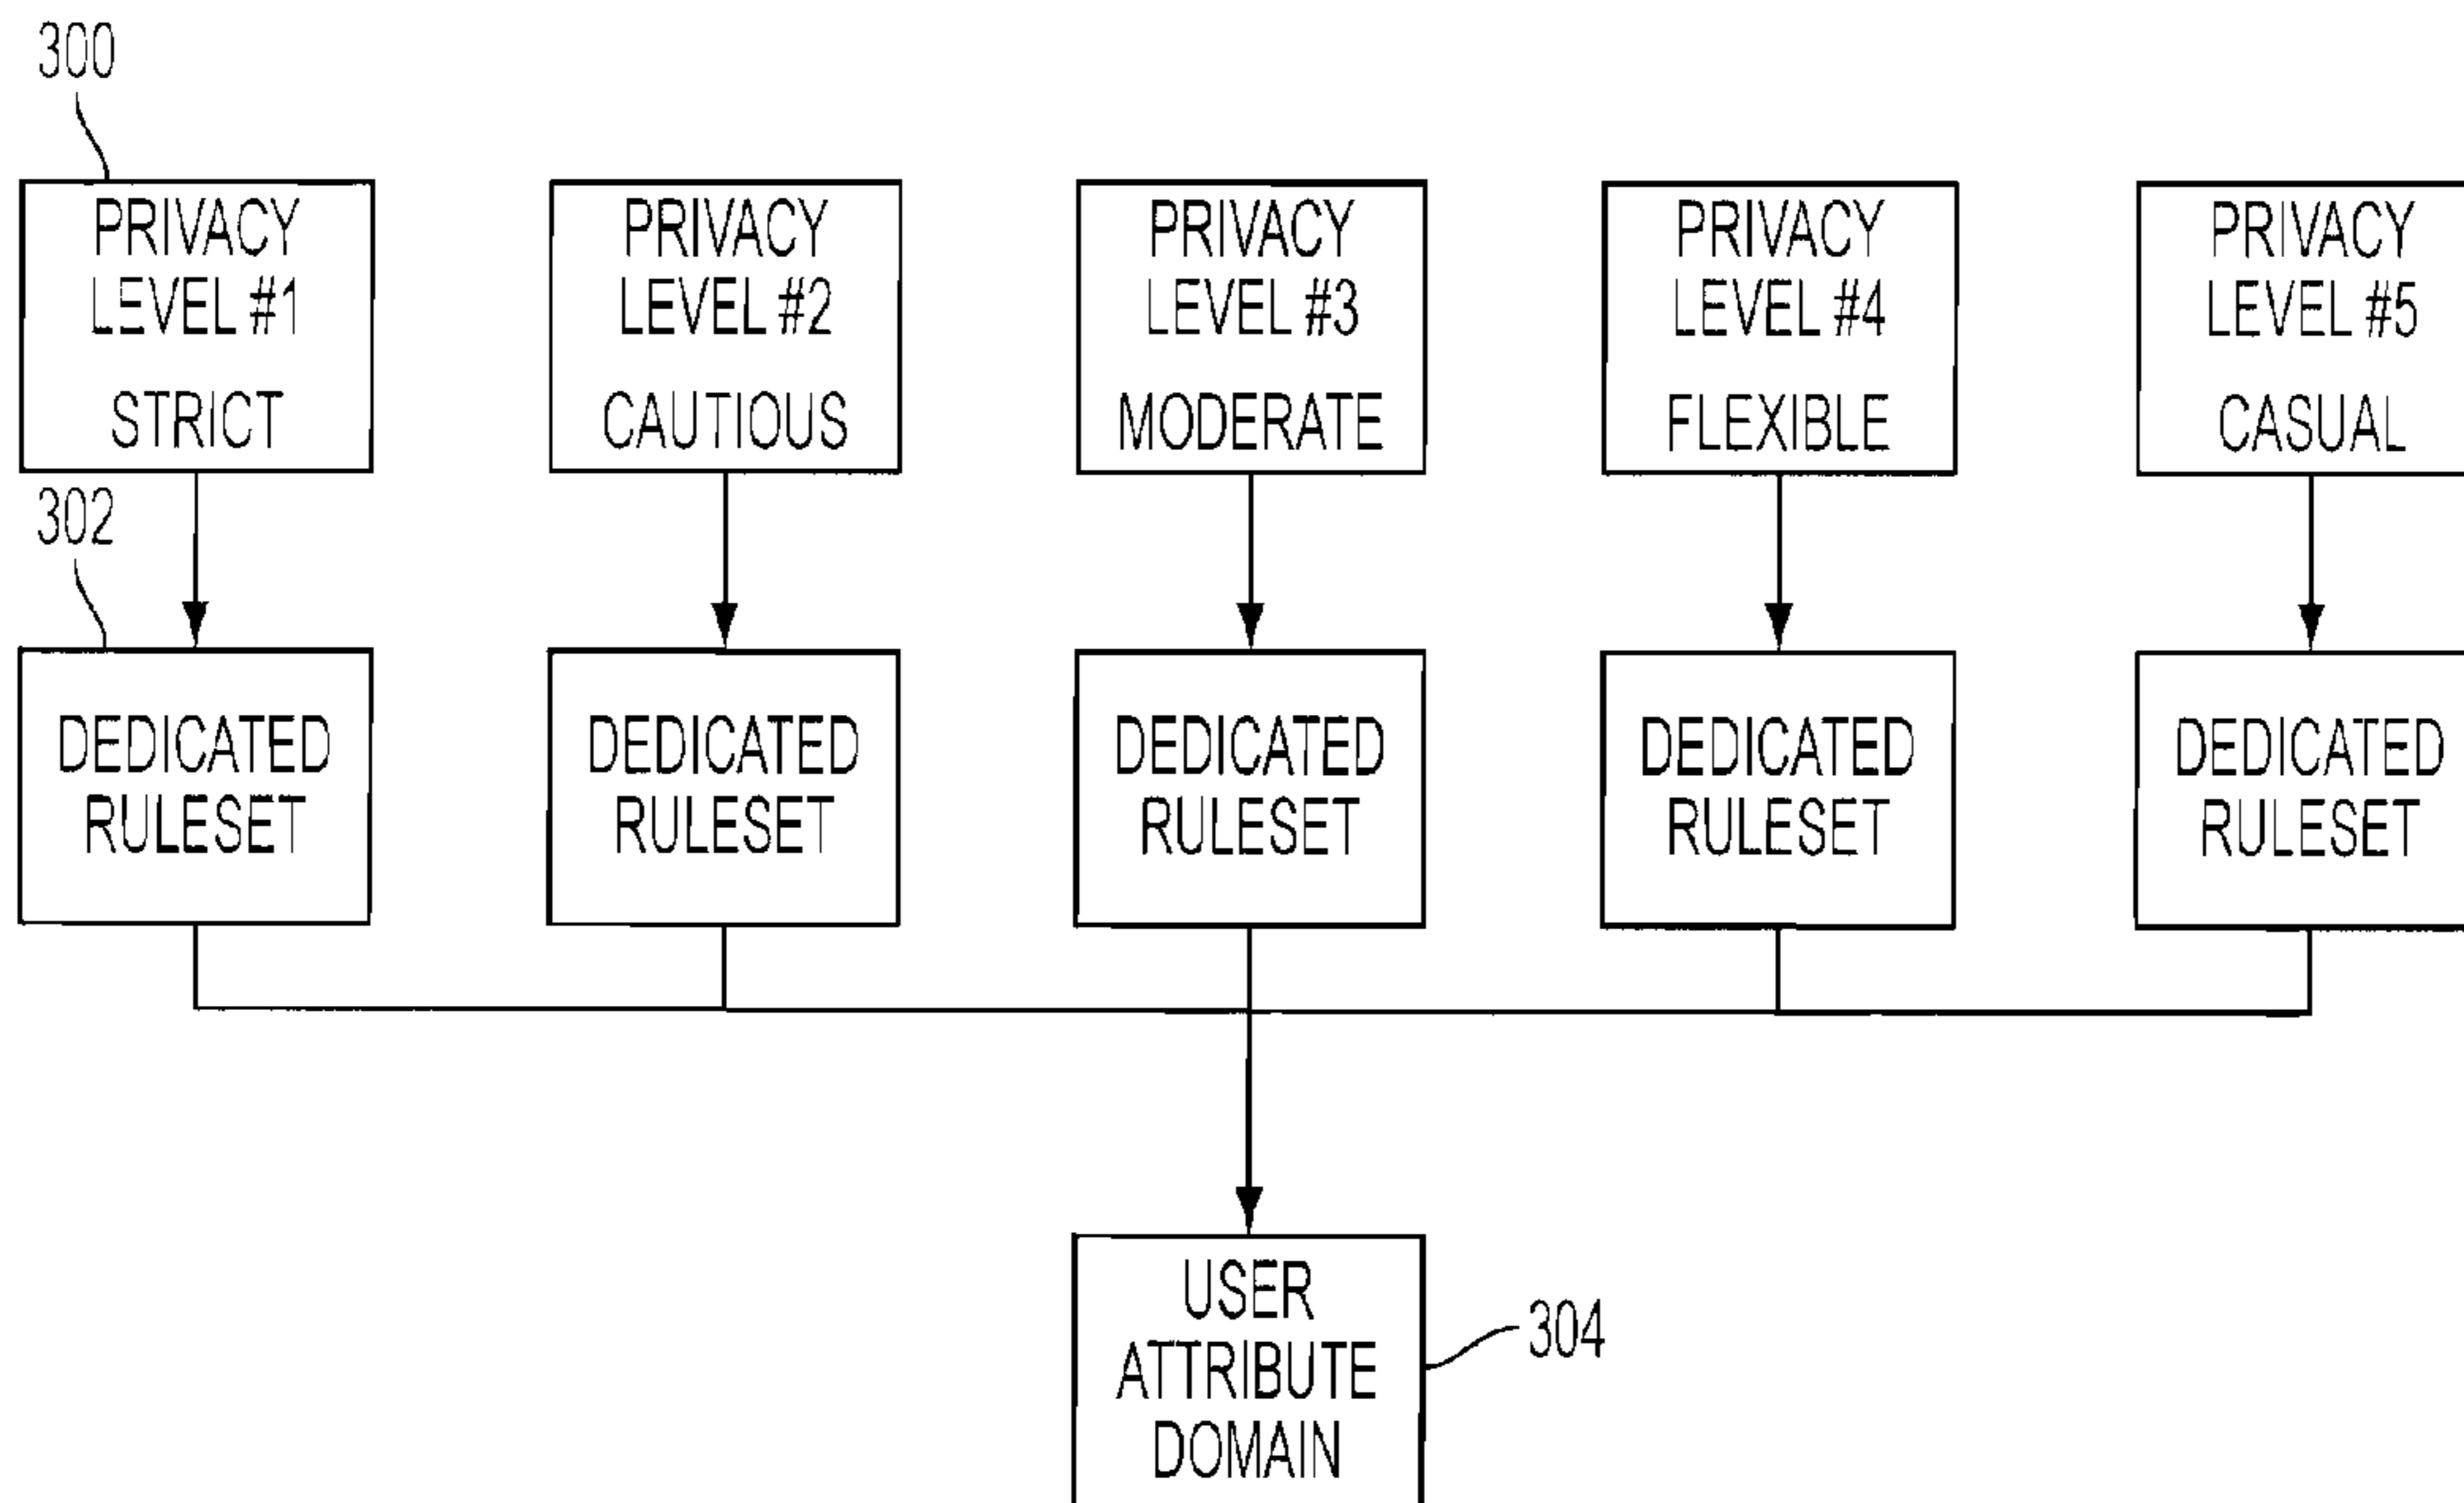 300
PRIVACY
LEVEL #1
STRICT
PRIVACY
LEVEL #2
CAUTIOUS
PRIVACY
LEVEL #3
MODERATE
PRIVACY
LEVEL #4
FLEXIBLE
PRIVACY
LEVEL #5
CASUAL
302
DEDICATED
RULESET
DEDICATED
RULESET
DEDICATED
RULESET
DEDICATED
RULESET
DEDICATED
RULESET
USER
ATTRIBUTE
DOMAIN
304